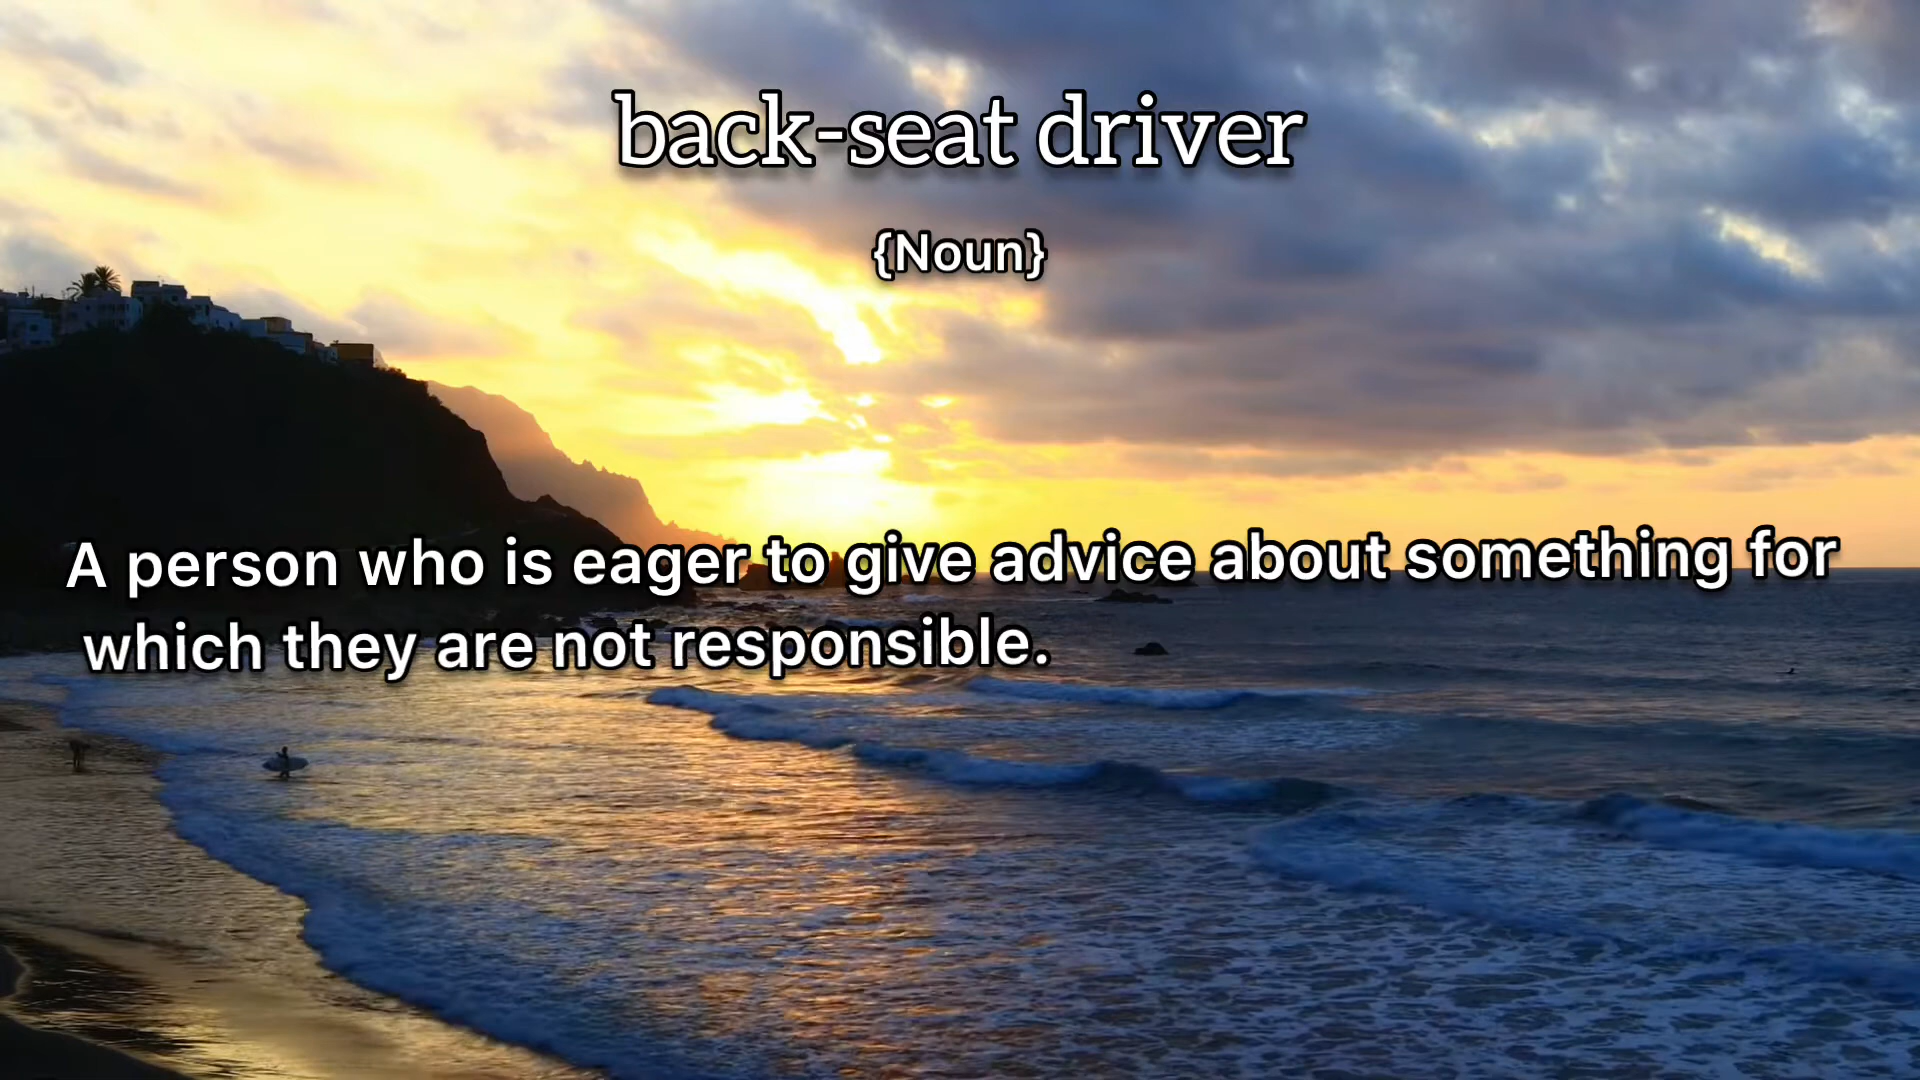 back-seat driver
{Noun}
A person who is eager to give advice about something for
which they are not responsible.